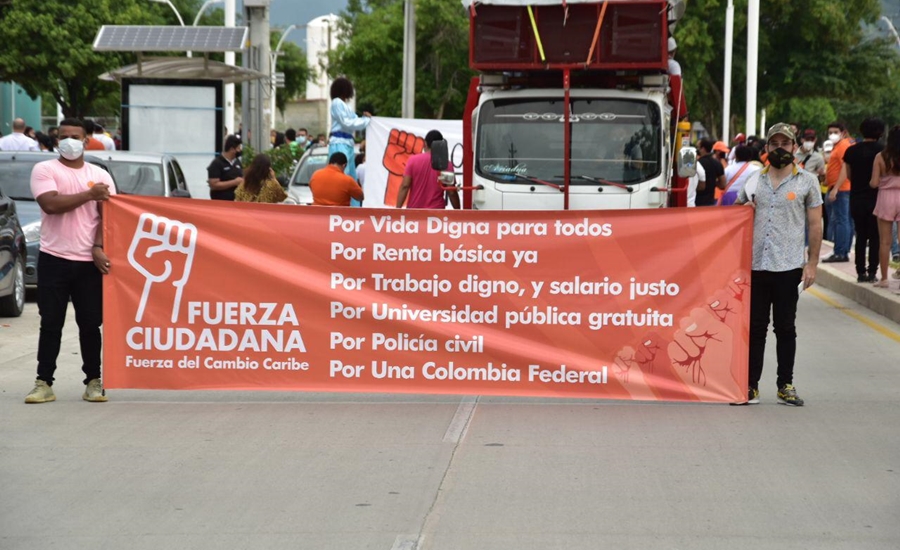 FUERZA
CIUDADANA
Fuerza del Cambio Caribe
Por Vida Digna para todos
Por Renta básica ya
Por Trabajo digno, y salario justo
Por Universidad pública gratuita
Por Policía civil
Por Una Colombia Federal